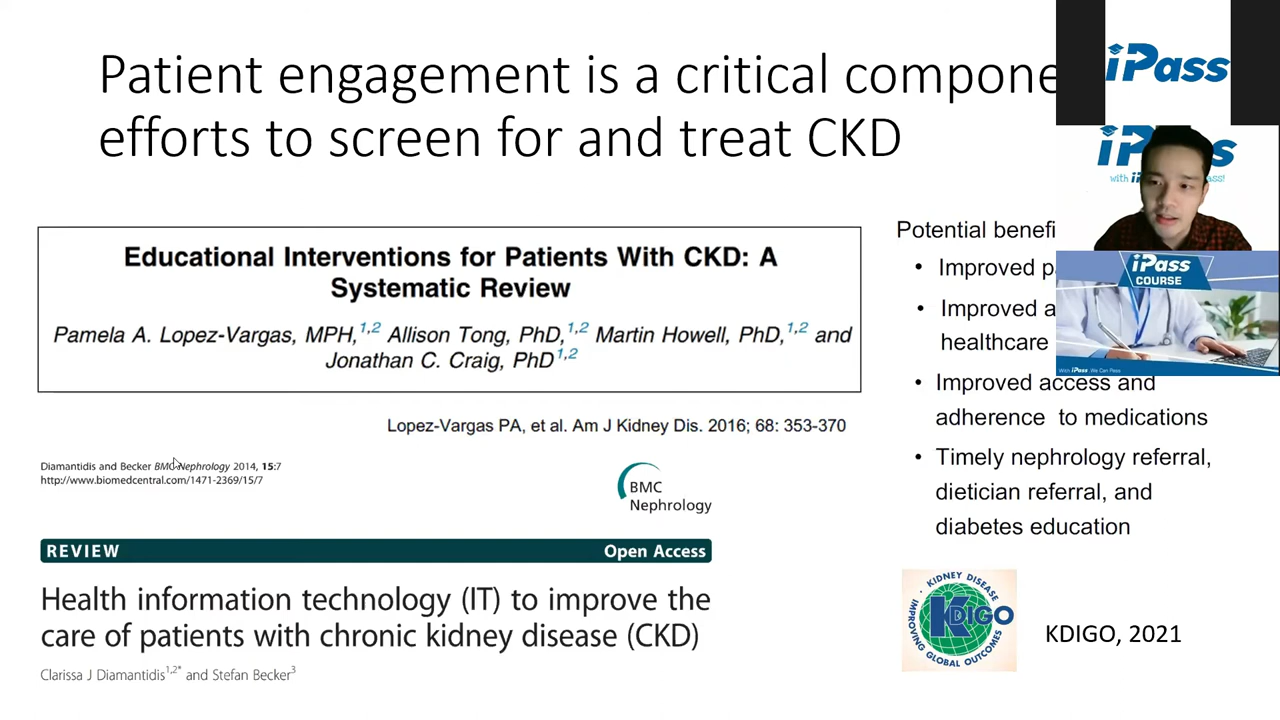 Patient engagement is a critical compone
efforts to screen for and treat CKD
iPass
Educational Interventions for Patients With CKD: A
Systematic Review
Pamela A. Lopez-Vargas, MPH,1,2 Allison Tong, PhD,1,2 Martin Howell, PhD,1,2 and
Jonathan C. Craig, PhD1,2
Lopez-Vargas PA, et al. Am J Kidney Dis. 2016; 68: 353-370
Diamantidis and Becker BMC Nephrology 2014, 15:7
http://www.biomedcentral.com/1471-2369/15/7
BMC
Nephrology
REVIEW
Open Access
Health information technology (IT) to improve the
care of patients with chronic kidney disease (CKD)
Clarissa J Diamantidis1,2* and Stefan Becker3
Potential benefi
• Improved p
• Improved a
healthcare
• Improved access and
adherence to medications
• Timely nephrology referral,
dietician referral, and
diabetes education
KIDNEY DISEASE
KDIGO
IMPROVING GLOBAL OUTCOMES
KDIGO, 2021
with
iPass
COURSE
With iPass, We Can Pass